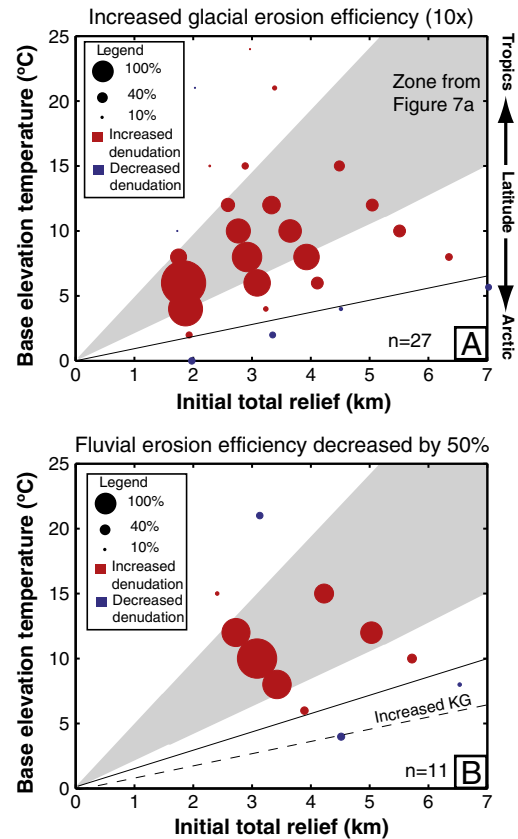 Increased glacial erosion efficiency (10x)
Base elevation temperature (°C)
25
20
15
10
5
0
Legend
100%
40%
10%
Increased
denudation
Decreased
denudation
Zone from
Figure 7a
n=27
A
0 1 2 3 4 5 6 7
Initial total relief (km)
Tropics
Latitude
Arctic
Fluvial erosion efficiency decreased by 50%
Base elevation temperature (°C)
25
20
15
10
5
0
Legend
100%
40%
10%
Increased
denudation
Decreased
denudation
Increased KG
n=11
B
0 1 2 3 4 5 6 7
Initial total relief (km)